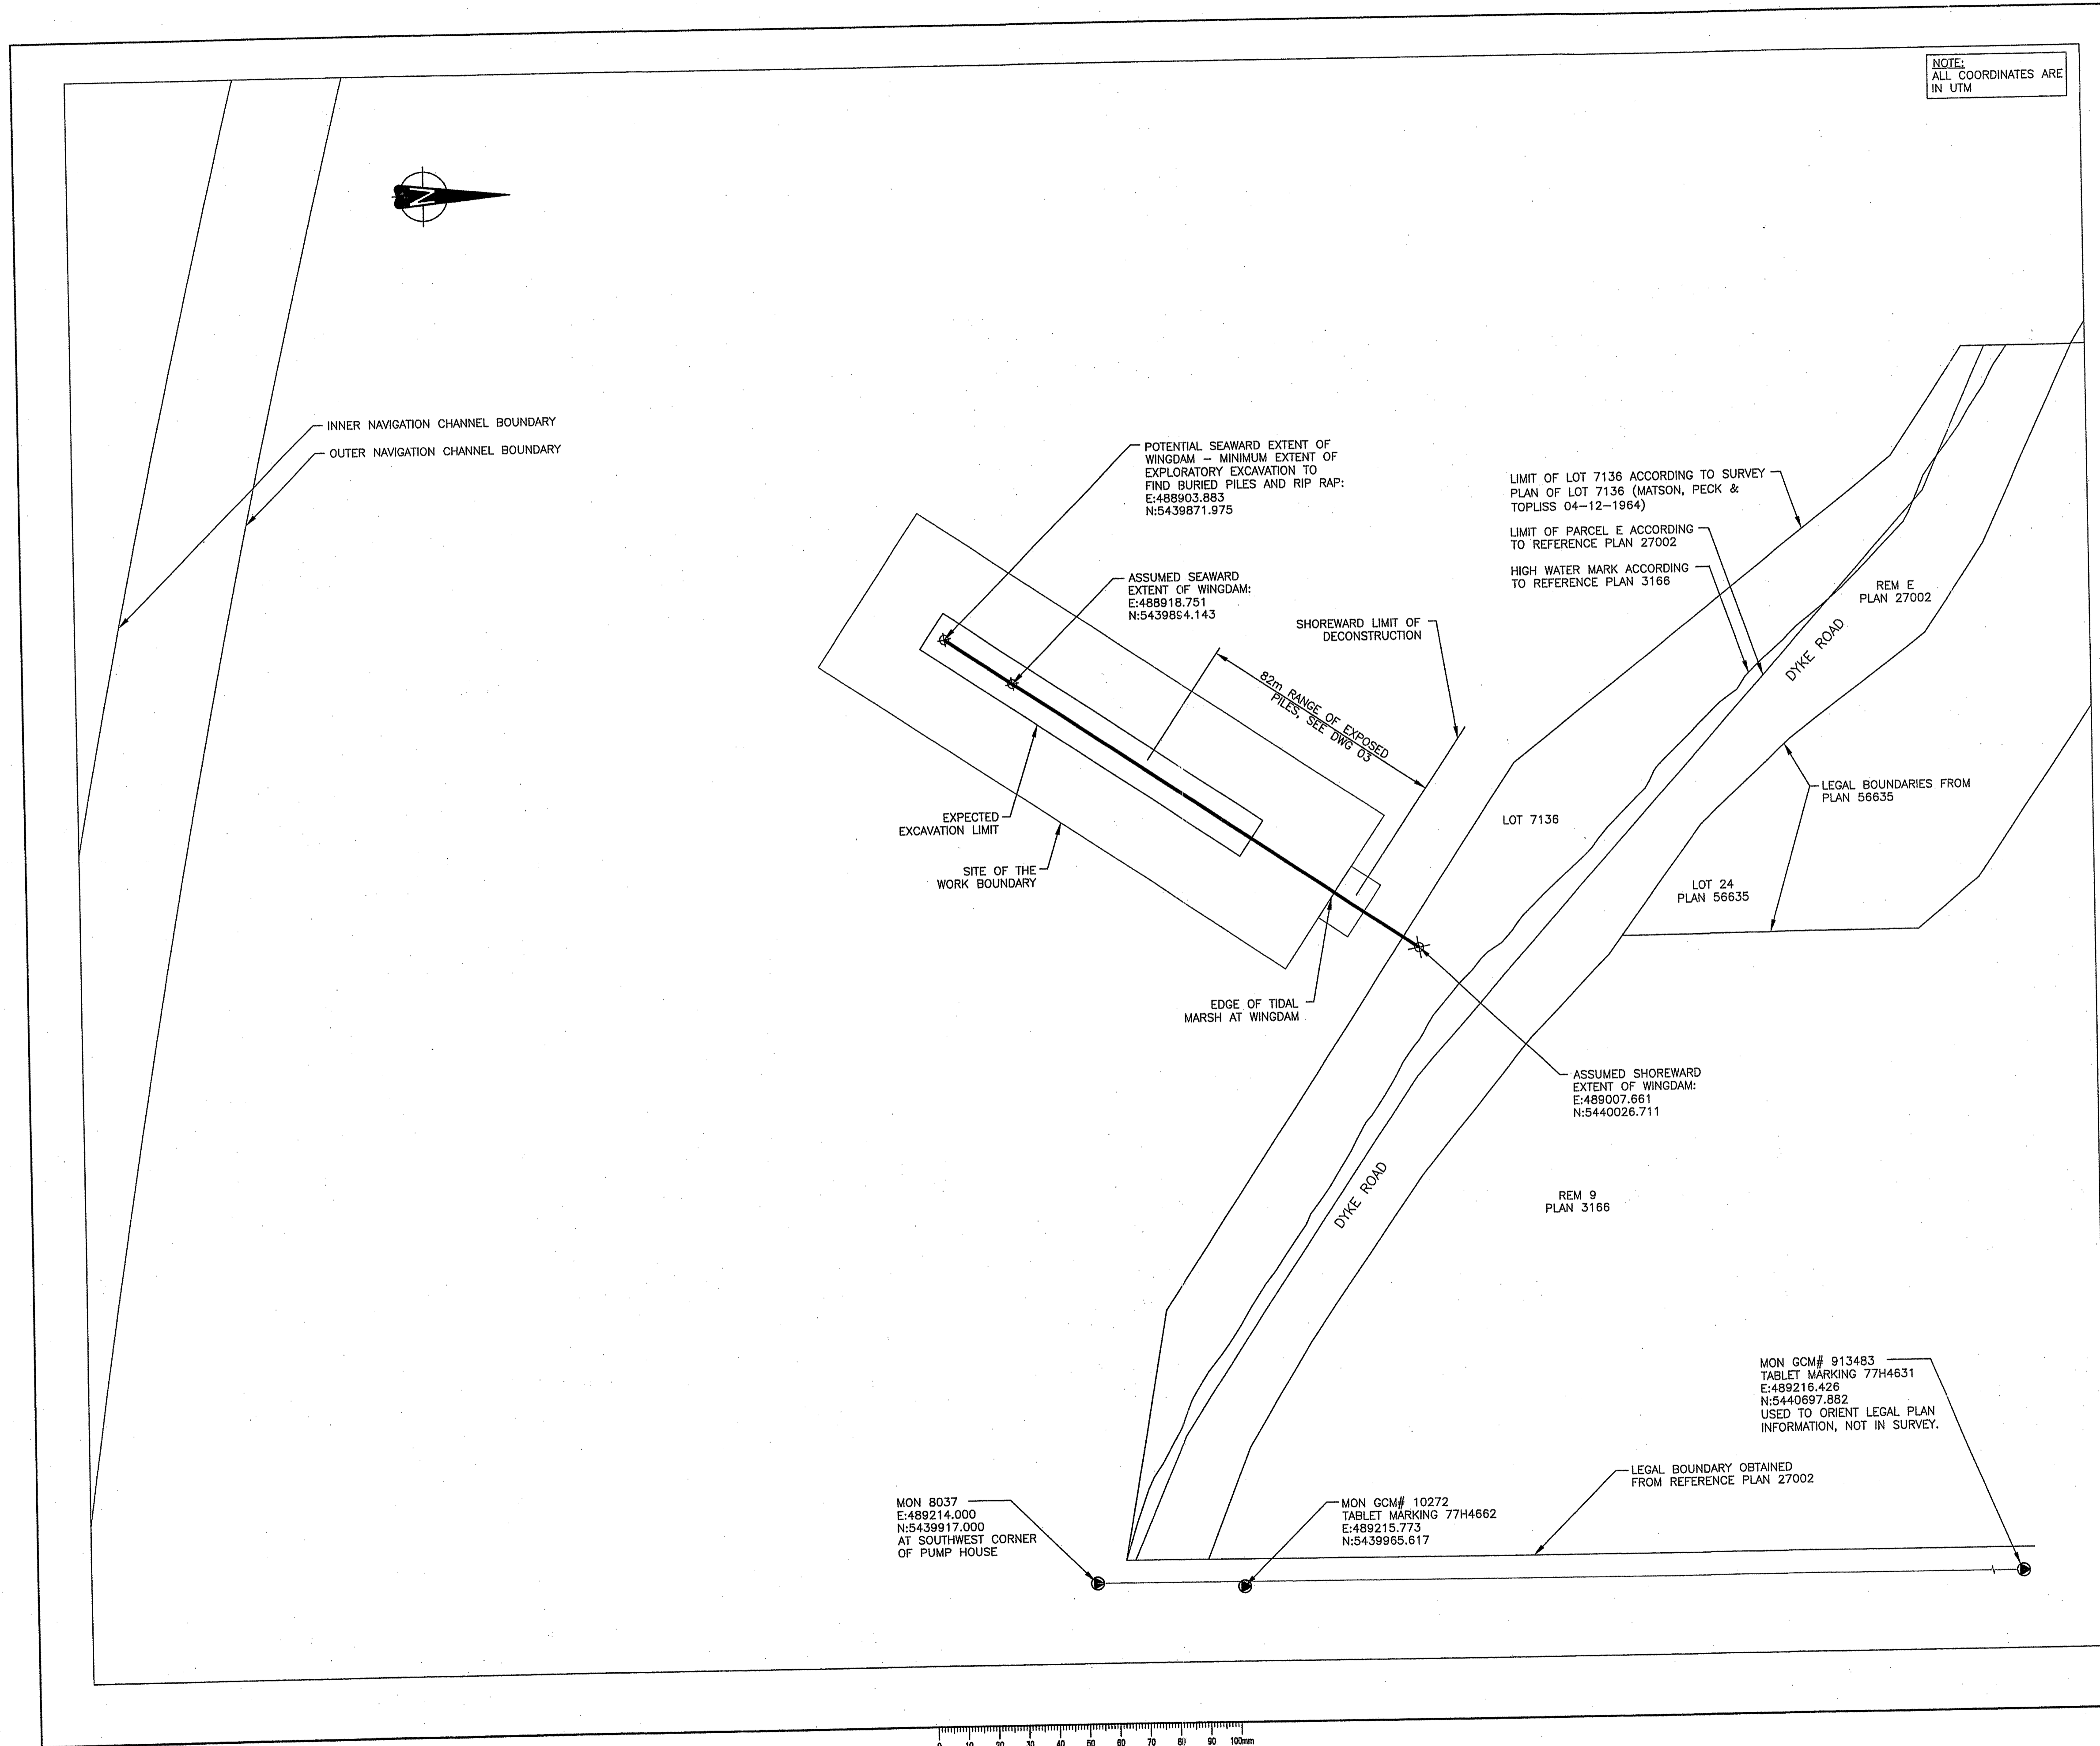 NOTE:
ALL COORDINATES ARE
IN UTM
N
INNER NAVIGATION CHANNEL BOUNDARY
OUTER NAVIGATION CHANNEL BOUNDARY
POTENTIAL SEAWARD EXTENT OF
WINGDAM – MINIMUM EXTENT OF
EXPLORATORY EXCAVATION TO
FIND BURIED PILES AND RIP RAP:
E:488903.883
N:5439871.975
LIMIT OF LOT 7136 ACCORDING TO SURVEY
PLAN OF LOT 7136 (MATSON, PECK &
TOPLISS 04-12-1964)
LIMIT OF PARCEL E ACCORDING
TO REFERENCE PLAN 27002
HIGH WATER MARK ACCORDING
TO REFERENCE PLAN 3166
REM E
PLAN 27002
ASSUMED SEAWARD
EXTENT OF WINGDAM:
E:488918.751
N:5439894.143
SHOREWARD LIMIT OF
DECONSTRUCTION
82m RANGE OF EXPOSED
PILES, SEE DWG 03
DYKE ROAD
LEGAL BOUNDARIES FROM
PLAN 56635
EXPECTED
EXCAVATION LIMIT
LOT 7136
SITE OF THE
WORK BOUNDARY
LOT 24
PLAN 56635
EDGE OF TIDAL
MARSH AT WINGDAM
ASSUMED SHOREWARD
EXTENT OF WINGDAM:
E:489007.661
N:5440026.711
DYKE ROAD
REM 9
PLAN 3166
MON GCM# 913483
TABLET MARKING 77H4631
E:489216.426
N:5440697.882
USED TO ORIENT LEGAL PLAN
INFORMATION, NOT IN SURVEY.
LEGAL BOUNDARY OBTAINED
FROM REFERENCE PLAN 27002
MON 8037
E:489214.000
N:5439917.000
AT SOUTHWEST CORNER
OF PUMP HOUSE
MON GCM# 10272
TABLET MARKING 77H4662
E:489215.773
N:5439965.617
0 10 20 30 40 50 60 70 80 90 100mm